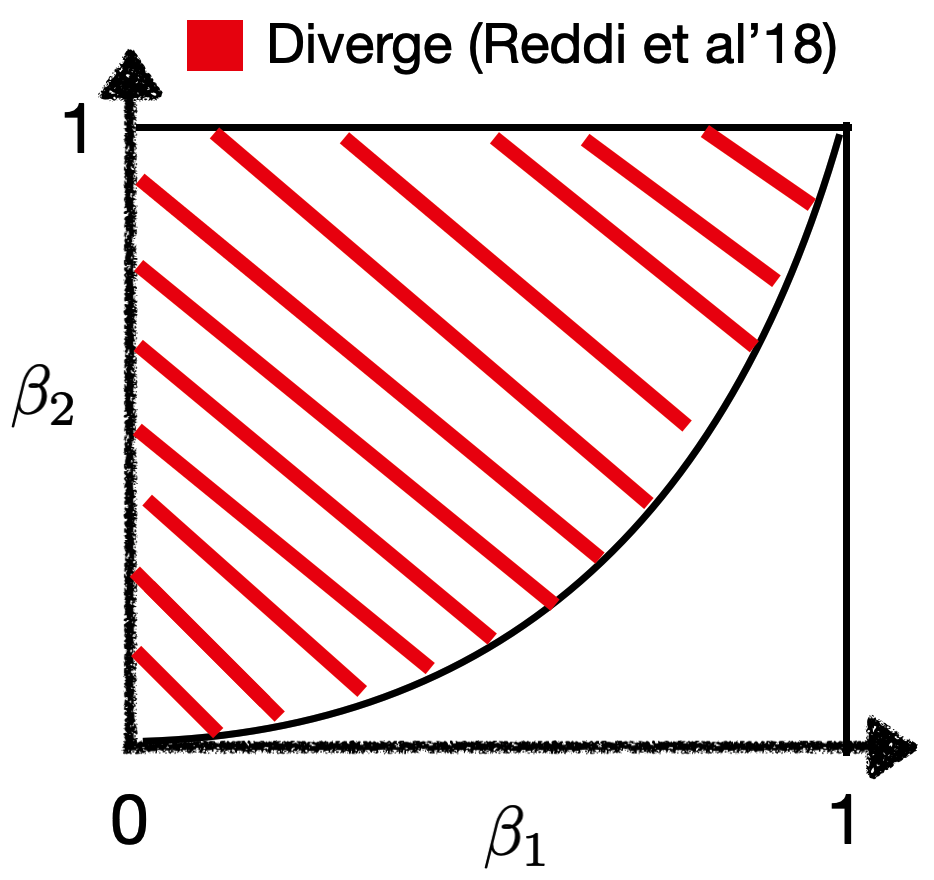 Diverge (Reddi et al’18)
1
β₂
0
β₁
1